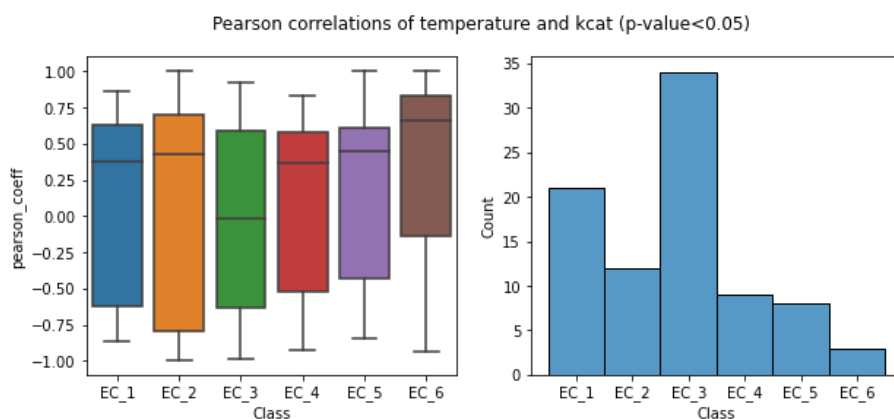 Pearson correlations of temperature and kcat (p-value<0.05)
pearson_coeff
1.00
0.75
0.50
0.25
0.00
−0.25
−0.50
−0.75
−1.00
EC_1 EC_2 EC_3 EC_4 EC_5 EC_6
Class
Count
35
30
25
20
15
10
5
0
EC_1 EC_2 EC_3 EC_4 EC_5 EC_6
Class